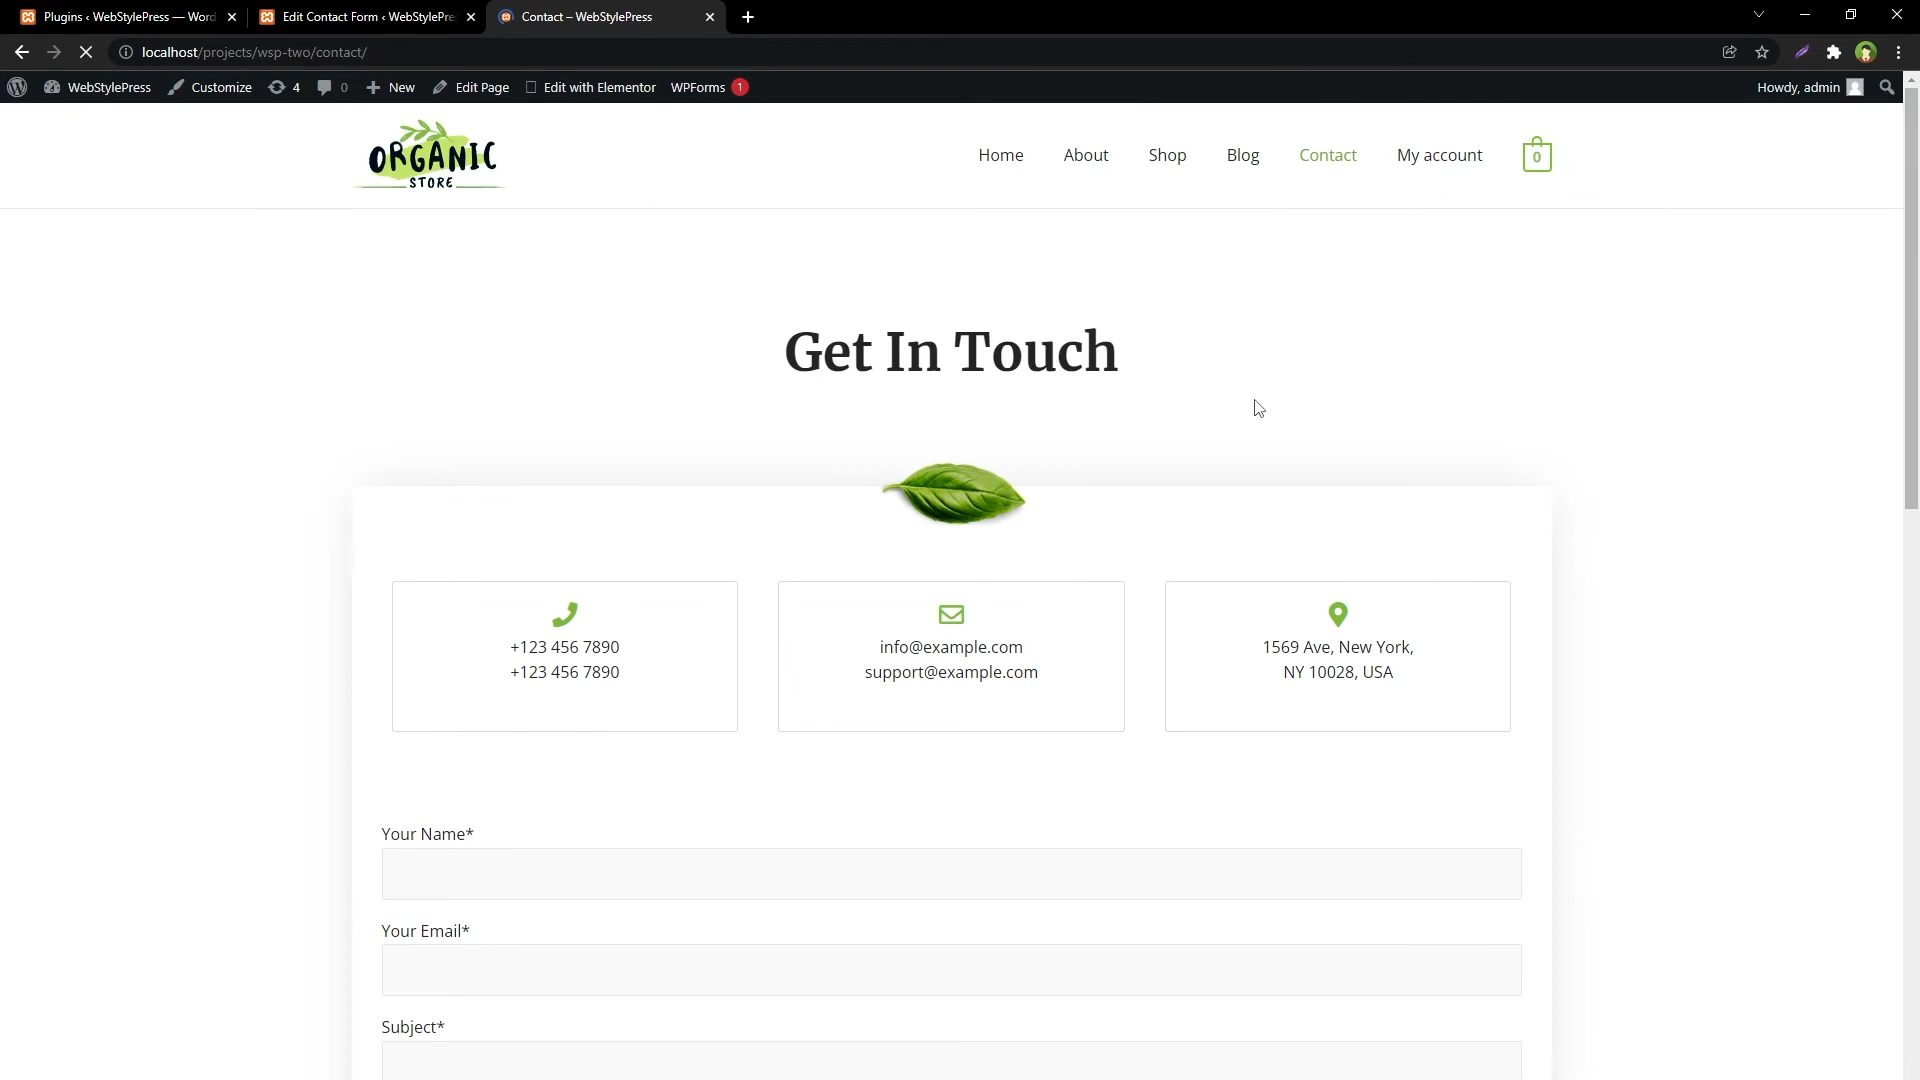 Plugins ‹ WebStylePress — Word
Edit Contact Form ‹ WebStylePre
Contact – WebStylePress
localhost/projects/wsp-two/contact/
WebStylePress
Customize
4
0
New
Edit Page
Edit with Elementor
WPForms 1
Howdy, admin
ORGANIC
STORE
Home
About
Shop
Blog
Contact
My account
0
Get In Touch
+123 456 7890
+123 456 7890
info@example.com
support@example.com
1569 Ave, New York,
NY 10028, USA
Your Name*
Your Email*
Subject*